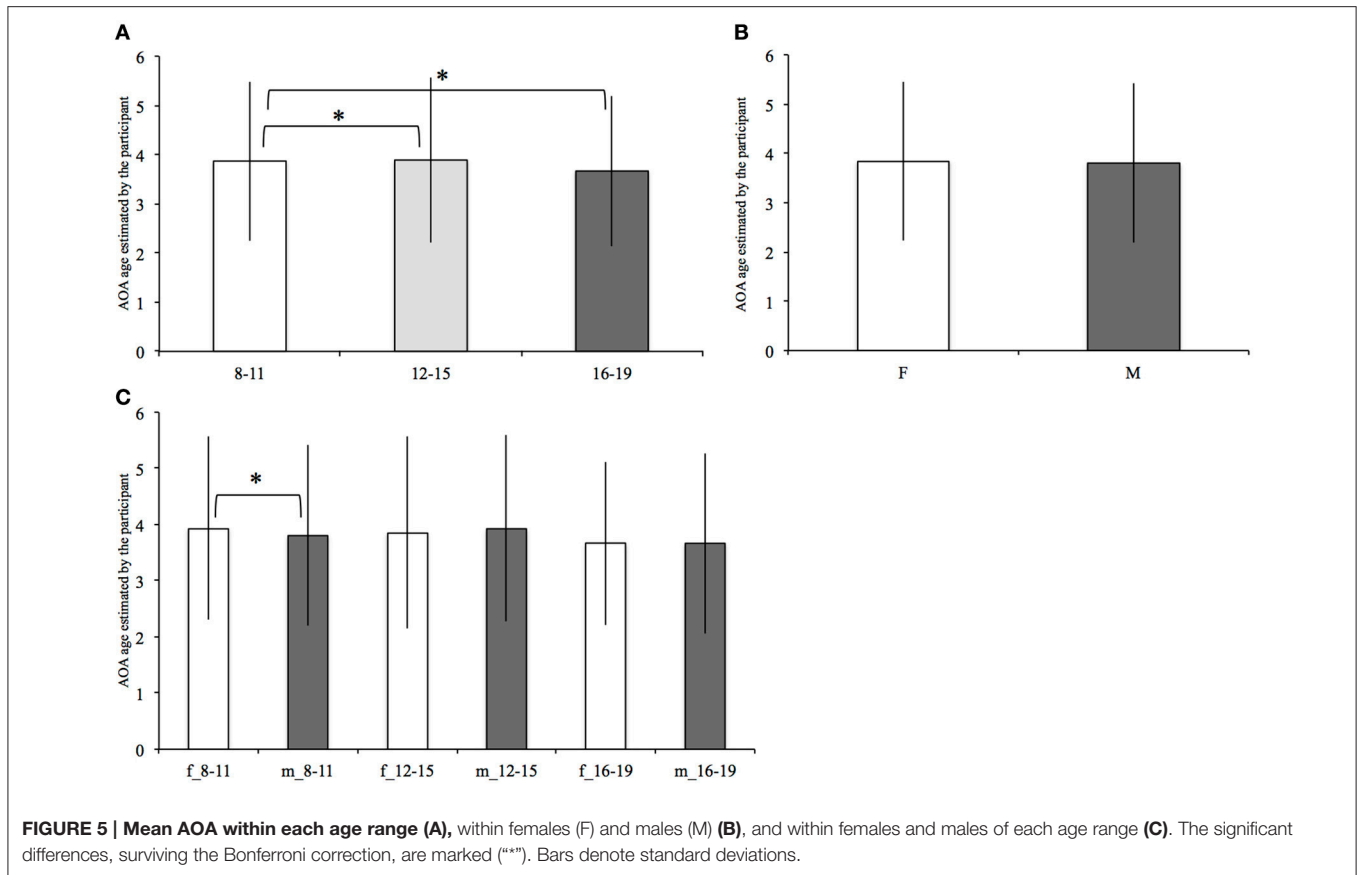 A
AOA age estimated by the participant
6
5
4
3
2
1
0
*
*
8-11 12-15 16-19
B
AOA age estimated by the participant
6
5
4
3
2
1
0
F M
C
AOA age estimated by the participant
6
5
4
3
2
1
0
*
f_8-11 m_8-11 f_12-15 m_12-15 f_16-19 m_16-19
FIGURE 5 | Mean AOA within each age range (A), within females (F) and males (M) (B), and within females and males of each age range (C). The significant
differences, surviving the Bonferroni correction, are marked (“*”). Bars denote standard deviations.